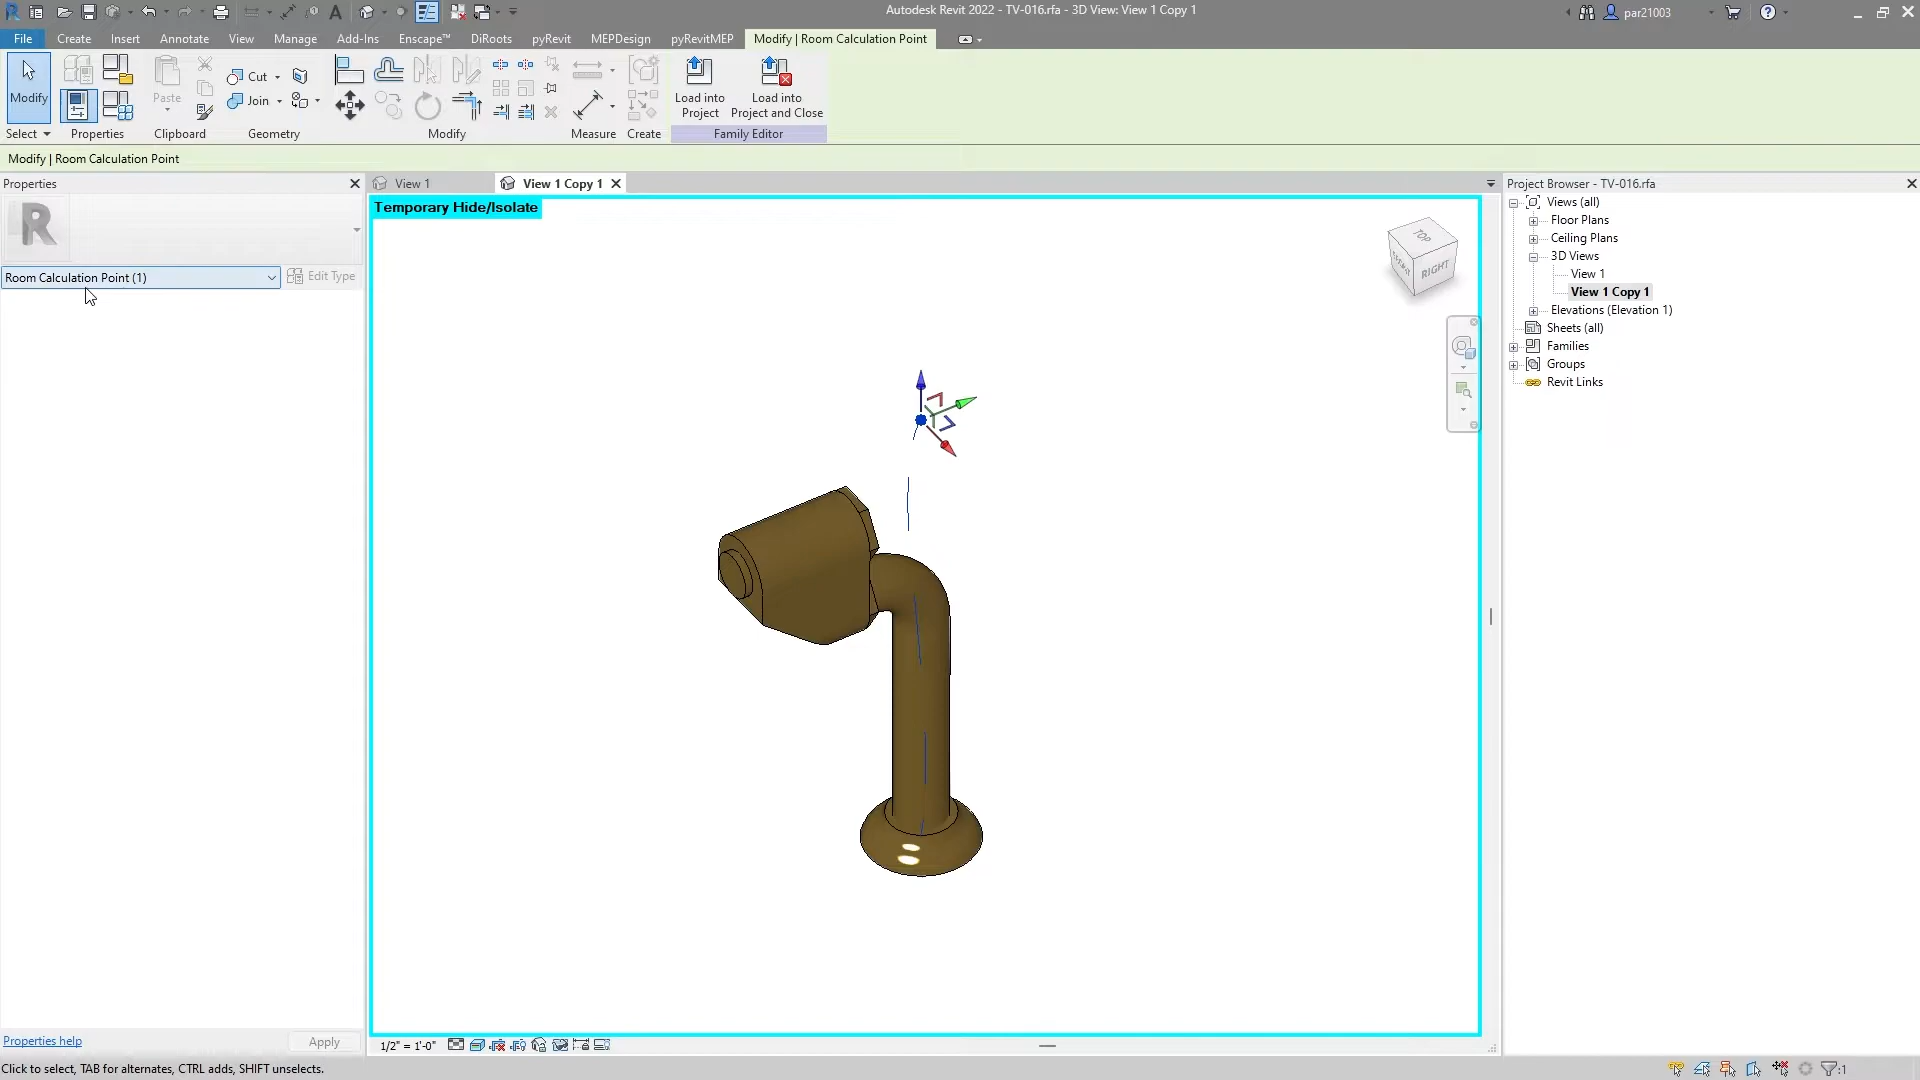 Autodesk Revit 2022 - TV-016.rfa - 3D View: View 1 Copy 1
par21003
File
Create
Insert
Annotate
View
Manage
Add-Ins
Enscape™
DiRoots
pyRevit
MEPDesign
pyRevitMEP
Modify | Room Calculation Point
Modify
Paste
Cut
Join
Load into
Project
Load into
Project and Close
Select
Properties
Clipboard
Geometry
Modify
Measure
Create
Family Editor
Modify | Room Calculation Point
Properties
View 1
View 1 Copy 1
Project Browser - TV-016.rfa
R
Room Calculation Point (1)
Edit Type
Temporary Hide/Isolate
TOP
FRONT
RIGHT
Views (all)
Floor Plans
Ceiling Plans
3D Views
View 1
View 1 Copy 1
Elevations (Elevation 1)
Sheets (all)
Families
Groups
Revit Links
Properties help
Apply
1/2" = 1'-0"
Click to select, TAB for alternates, CTRL adds, SHIFT unselects.
:1